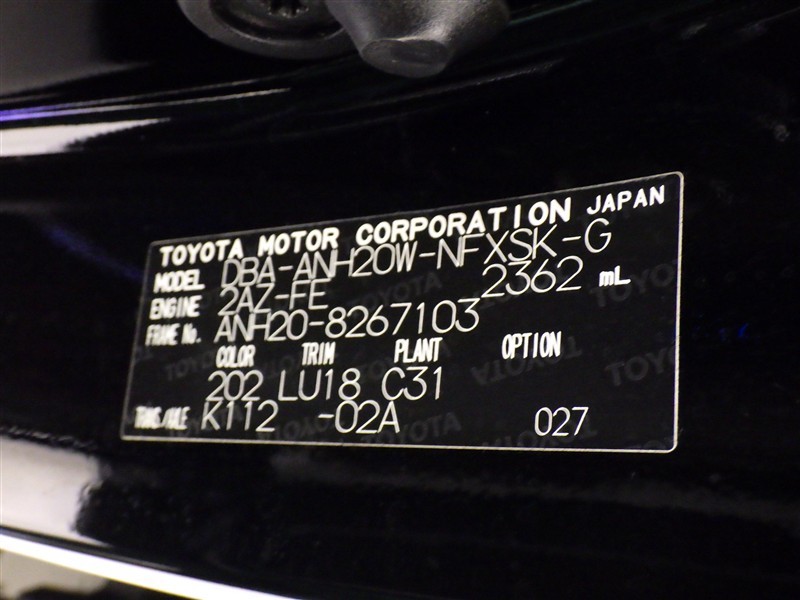 TOYOTA MOTOR CORPORATION JAPAN
MODEL DBA-ANH20W-NFXSK-G
ENGINE 2AZ-FE 2362 mL
FRAME No. ANH20-8267103
COLOR TRIM PLANT OPTION
202 LU18 C31
TRANS/AXLE K112 -02A 027